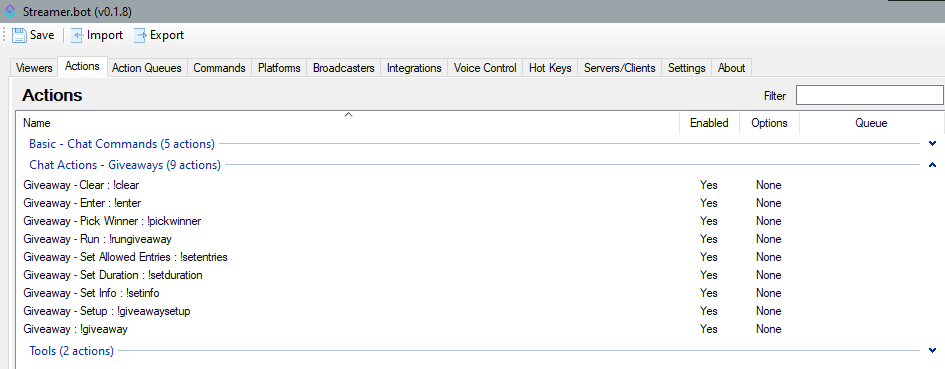 Streamer.bot (v0.1.8)
Save Import Export
Viewers Actions Action Queues Commands Platforms Broadcasters Integrations Voice Control Hot Keys Servers/Clients Settings About
Actions Filter
Name Enabled Options Queue
Basic - Chat Commands (5 actions)
Chat Actions - Giveaways (9 actions)
Giveaway - Clear : !clear Yes None
Giveaway - Enter : !enter Yes None
Giveaway - Pick Winner : !pickwinner Yes None
Giveaway - Run : !rungiveaway Yes None
Giveaway - Set Allowed Entries : !setentries Yes None
Giveaway - Set Duration : !setduration Yes None
Giveaway - Set Info : !setinfo Yes None
Giveaway - Setup : !giveawaysetup Yes None
Giveaway : !giveaway Yes None
Tools (2 actions)